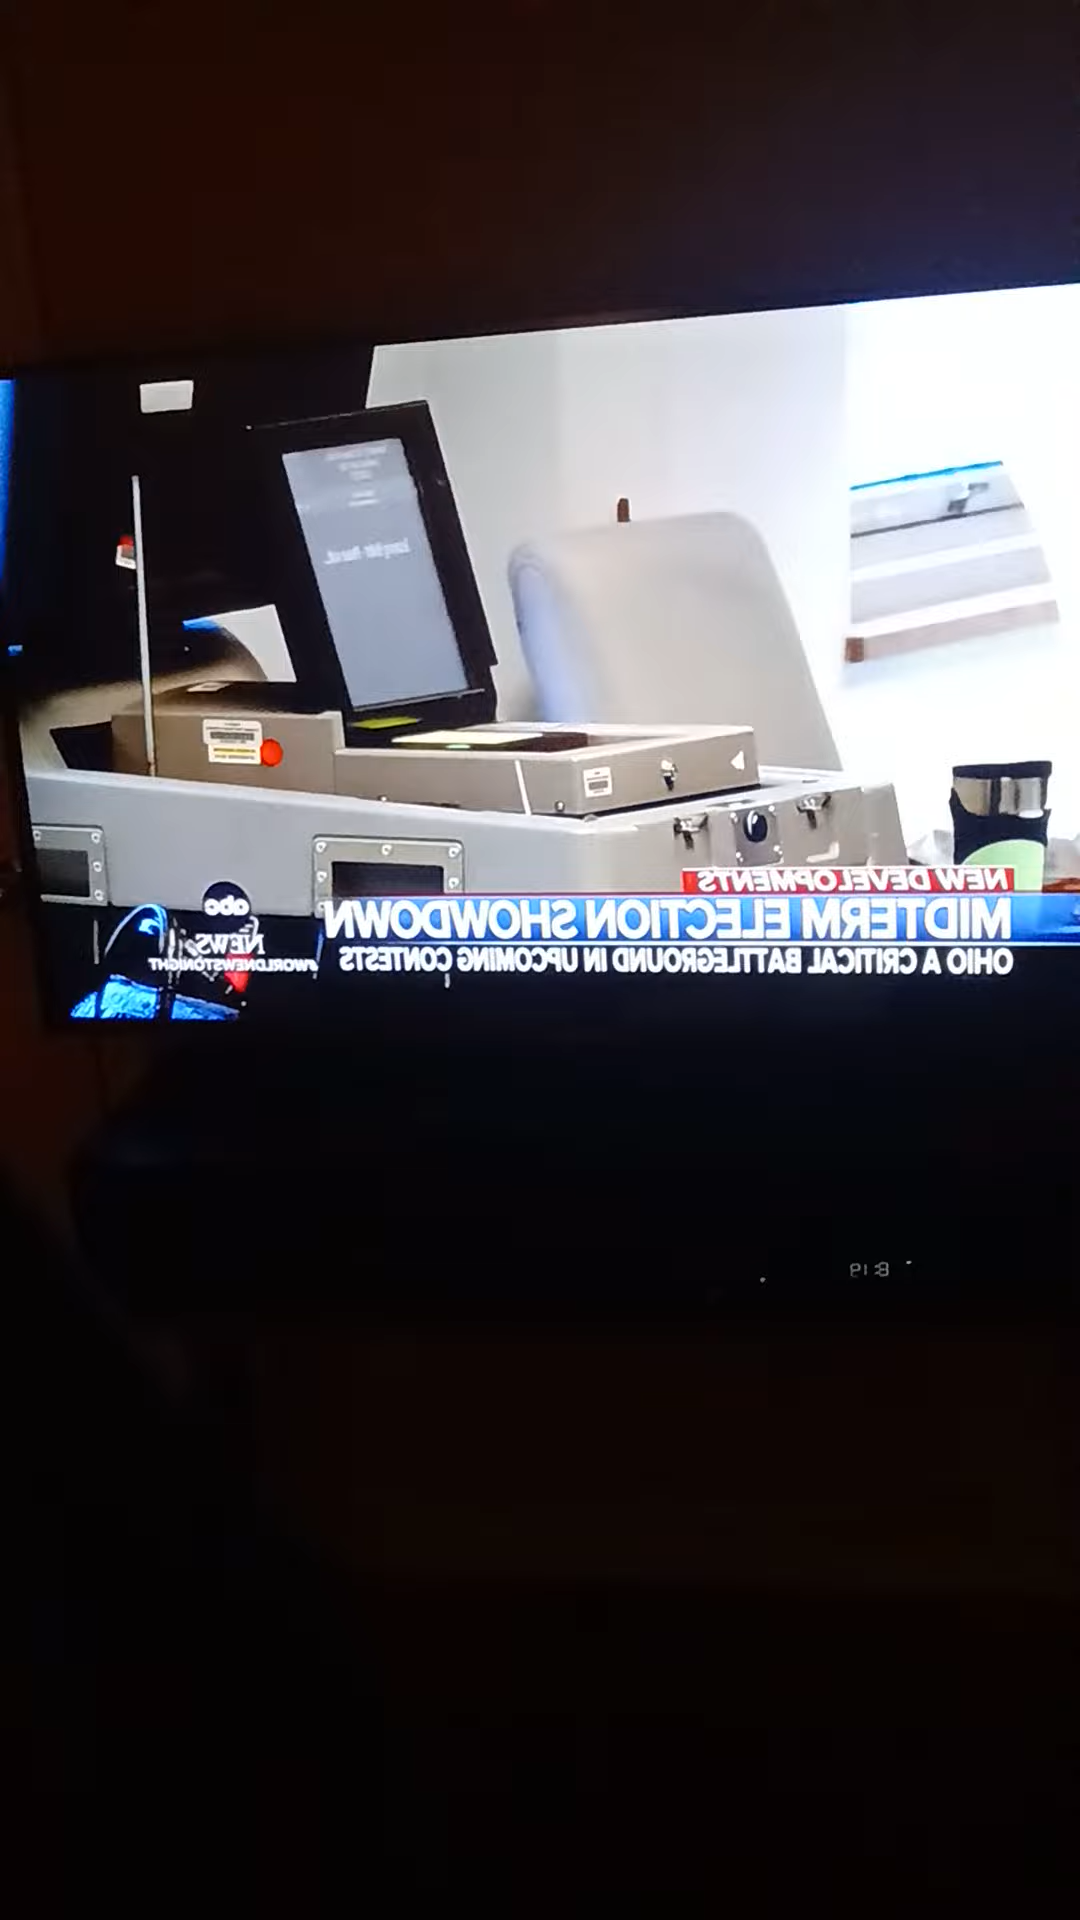 NEW DEVELOPMENTS
MIDTERM ELECTION SHOWDOWN
OHIO A CRITICAL BATTLEGROUND IN UPCOMING CONTESTS
abc
NEWS
#WORLDNEWSTONIGHT